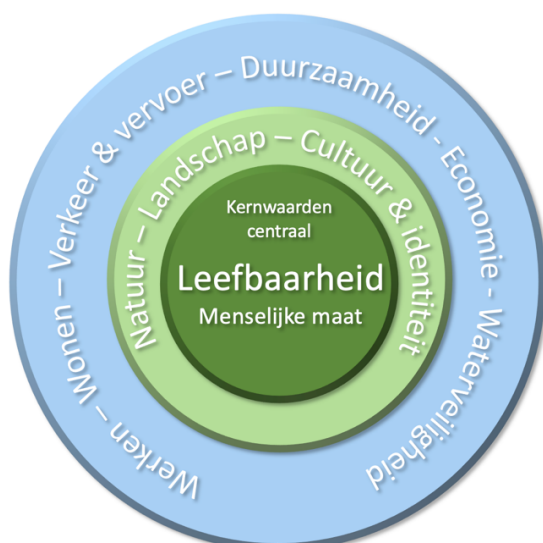 Werken – Wonen – Verkeer & vervoer – Duurzaamheid - Economie - Waterveiligheid
Natuur – Landschap – Cultuur & identiteit
Kernwaarden
centraal
Leefbaarheid
Menselijke maat